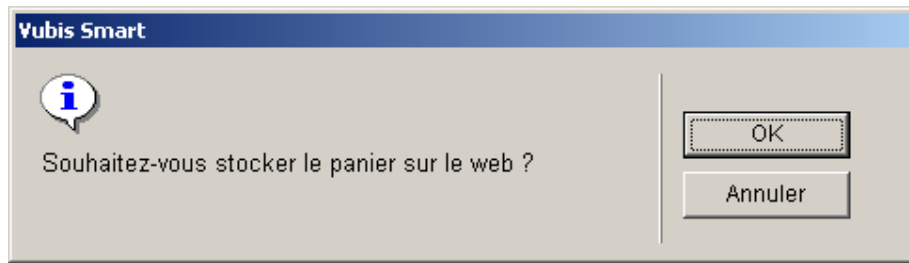 Vubis Smart
Souhaitez-vous stocker le panier sur le web ?
OK
Annuler